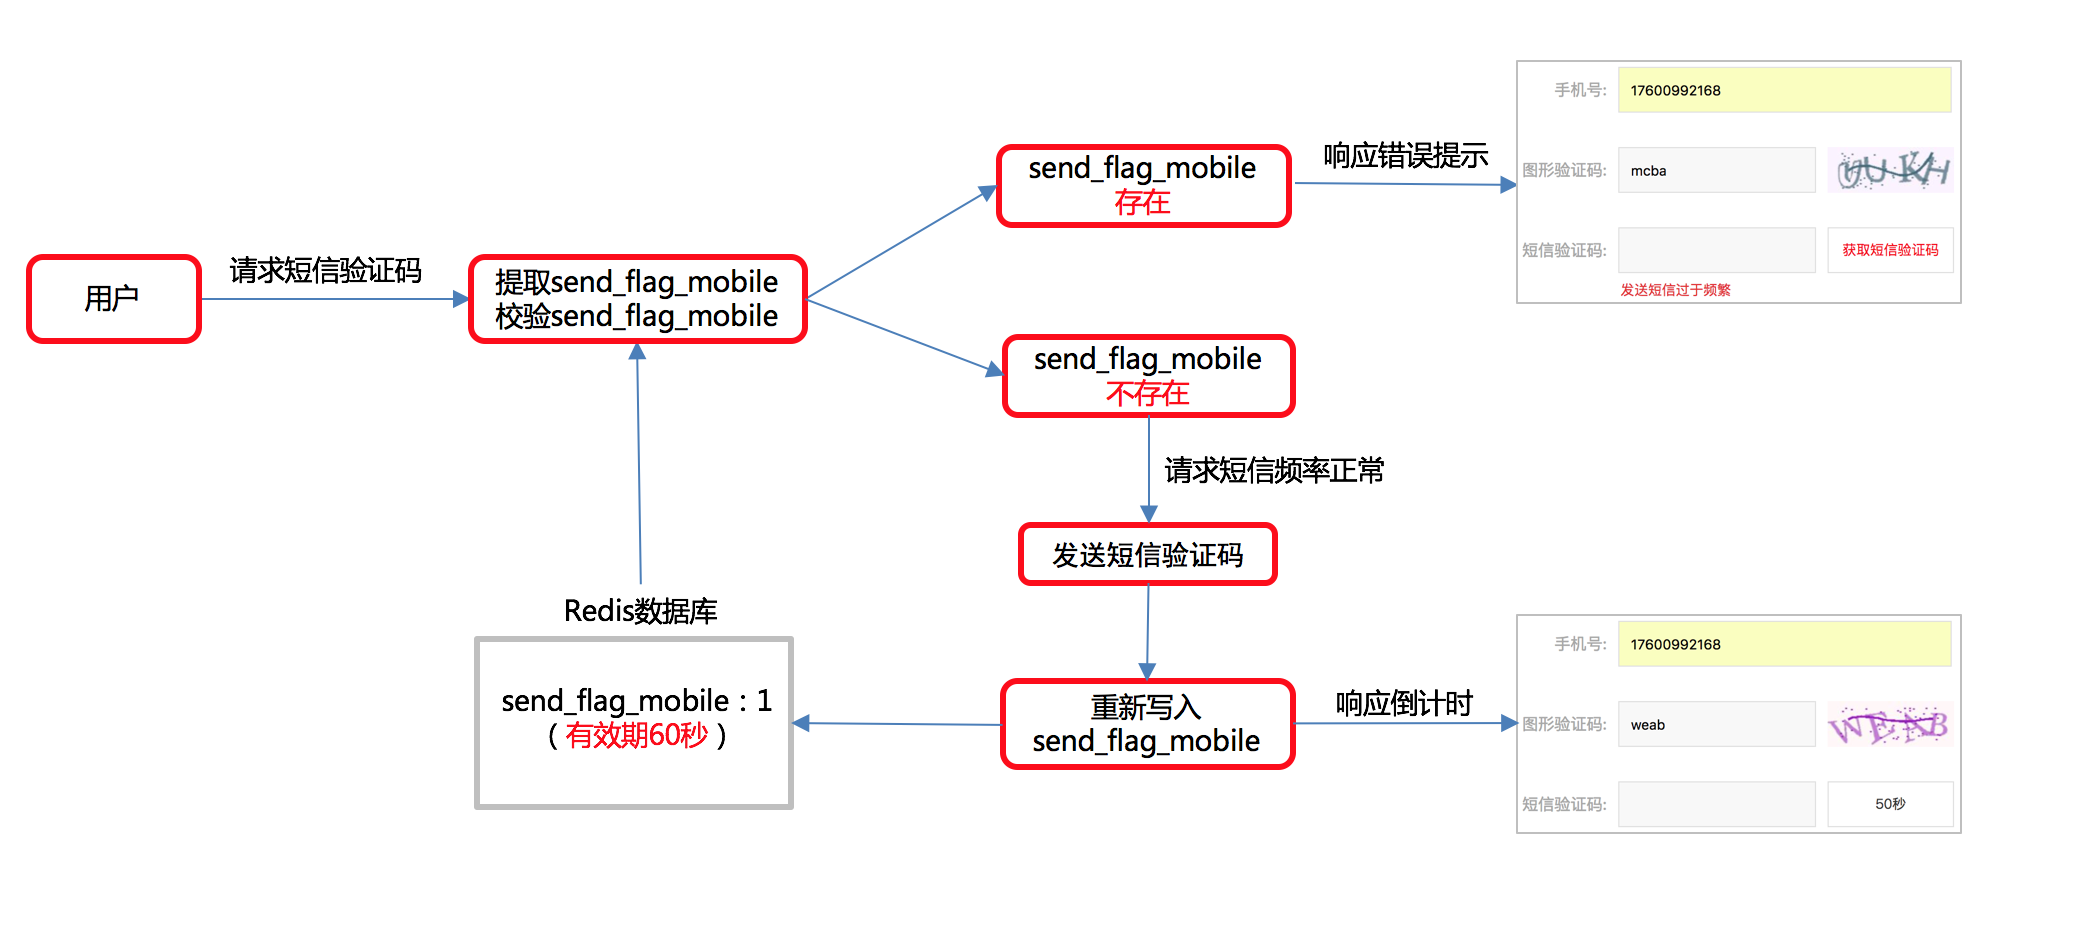 用户
请求短信验证码
提取send_flag_mobile
校验send_flag_mobile
send_flag_mobile
存在
响应错误提示
手机号:
17600992168
图形验证码:
mcba
短信验证码:
获取短信验证码
发送短信过于频繁
send_flag_mobile
不存在
请求短信频率正常
发送短信验证码
Redis数据库
send_flag_mobile：1
（有效期60秒）
重新写入
send_flag_mobile
响应倒计时
手机号:
17600992168
图形验证码:
weab
WEAB
短信验证码:
50秒